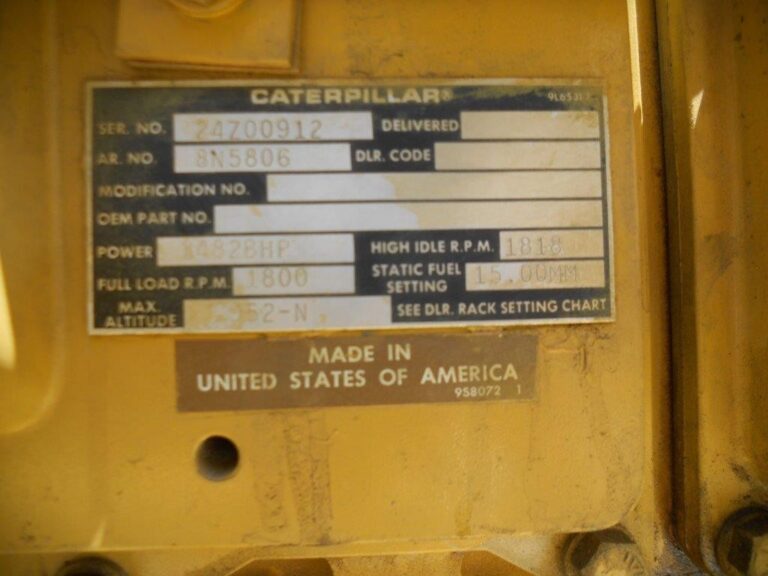 CATERPILLAR®
SER. NO. 24Z00912 DELIVERED
AR. NO. 8N5806 DLR. CODE
MODIFICATION NO.
OEM PART NO.
POWER HIGH IDLE R.P.M. 1818
FULL LOAD R.P.M. 1800 STATIC FUEL SETTING 15.00MM
MAX. ALTITUDE SEE DLR. RACK SETTING CHART
MADE IN
UNITED STATES OF AMERICA
9S8072 1